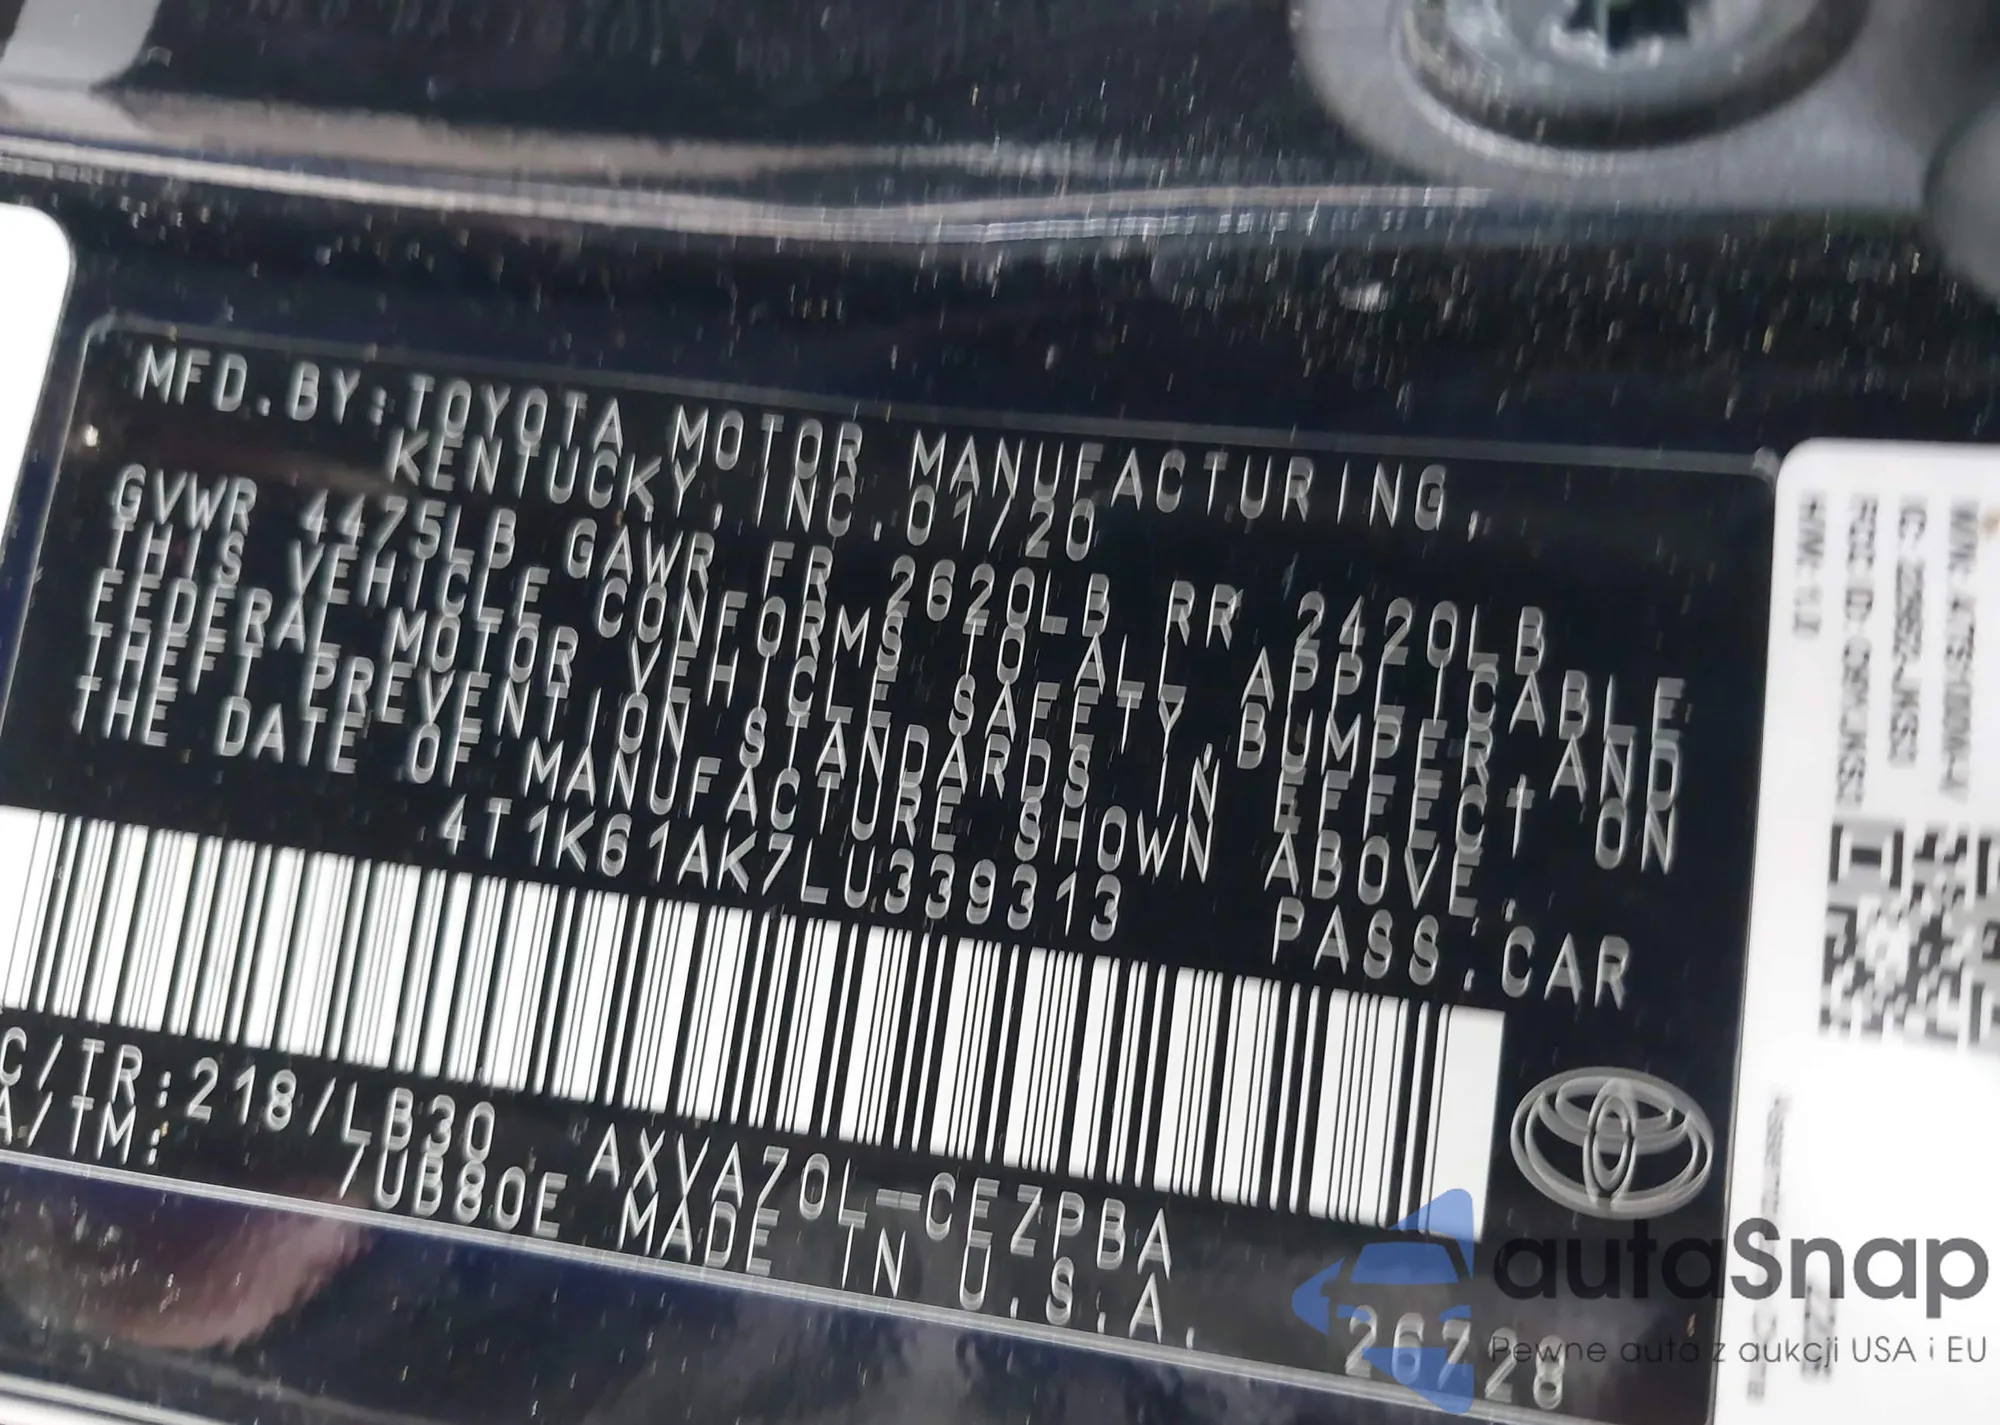 MFD.BY:TOYOTA MOTOR MANUFACTURING,
KENTUCKY, INC. 01/20
GVWR 4475LB GAWR FR 2620LB RR 2420LB
THIS VEHICLE CONFORMS TO ALL APPLICABLE
FEDERAL MOTOR VEHICLE SAFETY, BUMPER AND
THEFT PREVENTION STANDARDS IN EFFECT ON
THE DATE OF MANUFACTURE SHOWN ABOVE.
4T1K61AK7LU339313 PASS.CAR
C/TR:218/LB30 AXVA70L-CEZPBA
A/TM: 7UB80E MADE IN U.S.A. 26728
HW: 1.0
autaSnap
Pewne auta z aukcji USA i EU